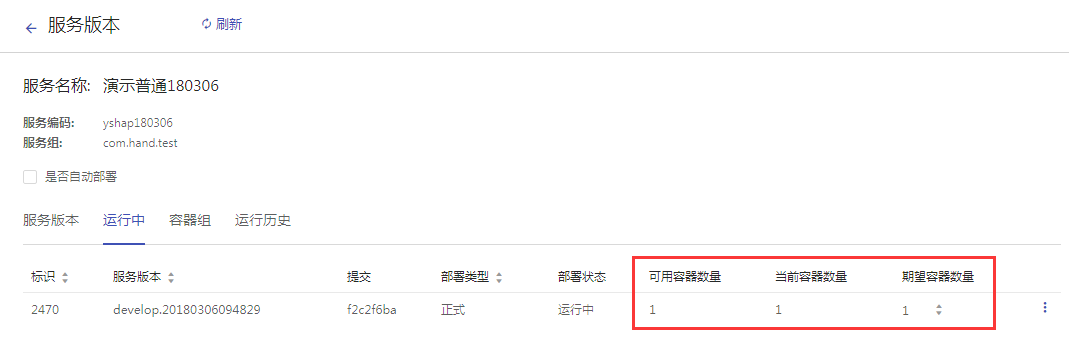 服务版本 刷新
服务名称: 演示普通180306
服务编码: yshap180306
服务组: com.hand.test
是否自动部署
服务版本 运行中 容器组 运行历史
标识 服务版本 提交 部署类型 部署状态 可用容器数量 当前容器数量 期望容器数量
2470 develop.20180306094829 f2c2f6ba 正式 运行中 1 1 1